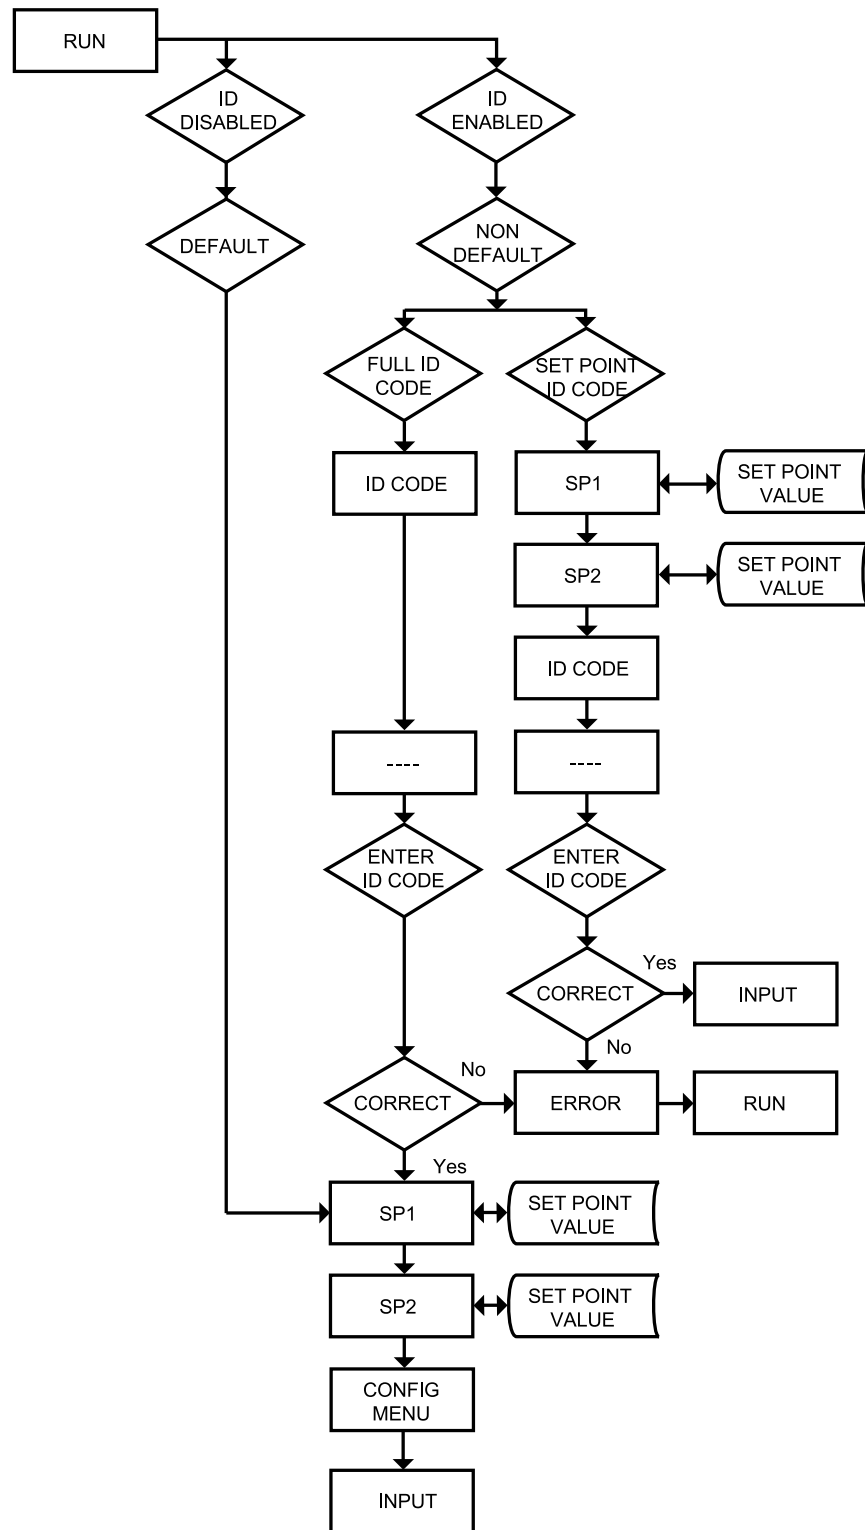 RUN
ID
DISABLED
ID
ENABLED
DEFAULT
NON
DEFAULT
FULL ID
CODE
SET POINT
ID CODE
ID CODE
SP1
SET POINT
VALUE
SP2
SET POINT
VALUE
ID CODE
----
----
ENTER
ID CODE
ENTER
ID CODE
Yes
CORRECT
INPUT
No
No
CORRECT
ERROR
RUN
Yes
SP1
SET POINT
VALUE
SP2
SET POINT
VALUE
CONFIG
MENU
INPUT